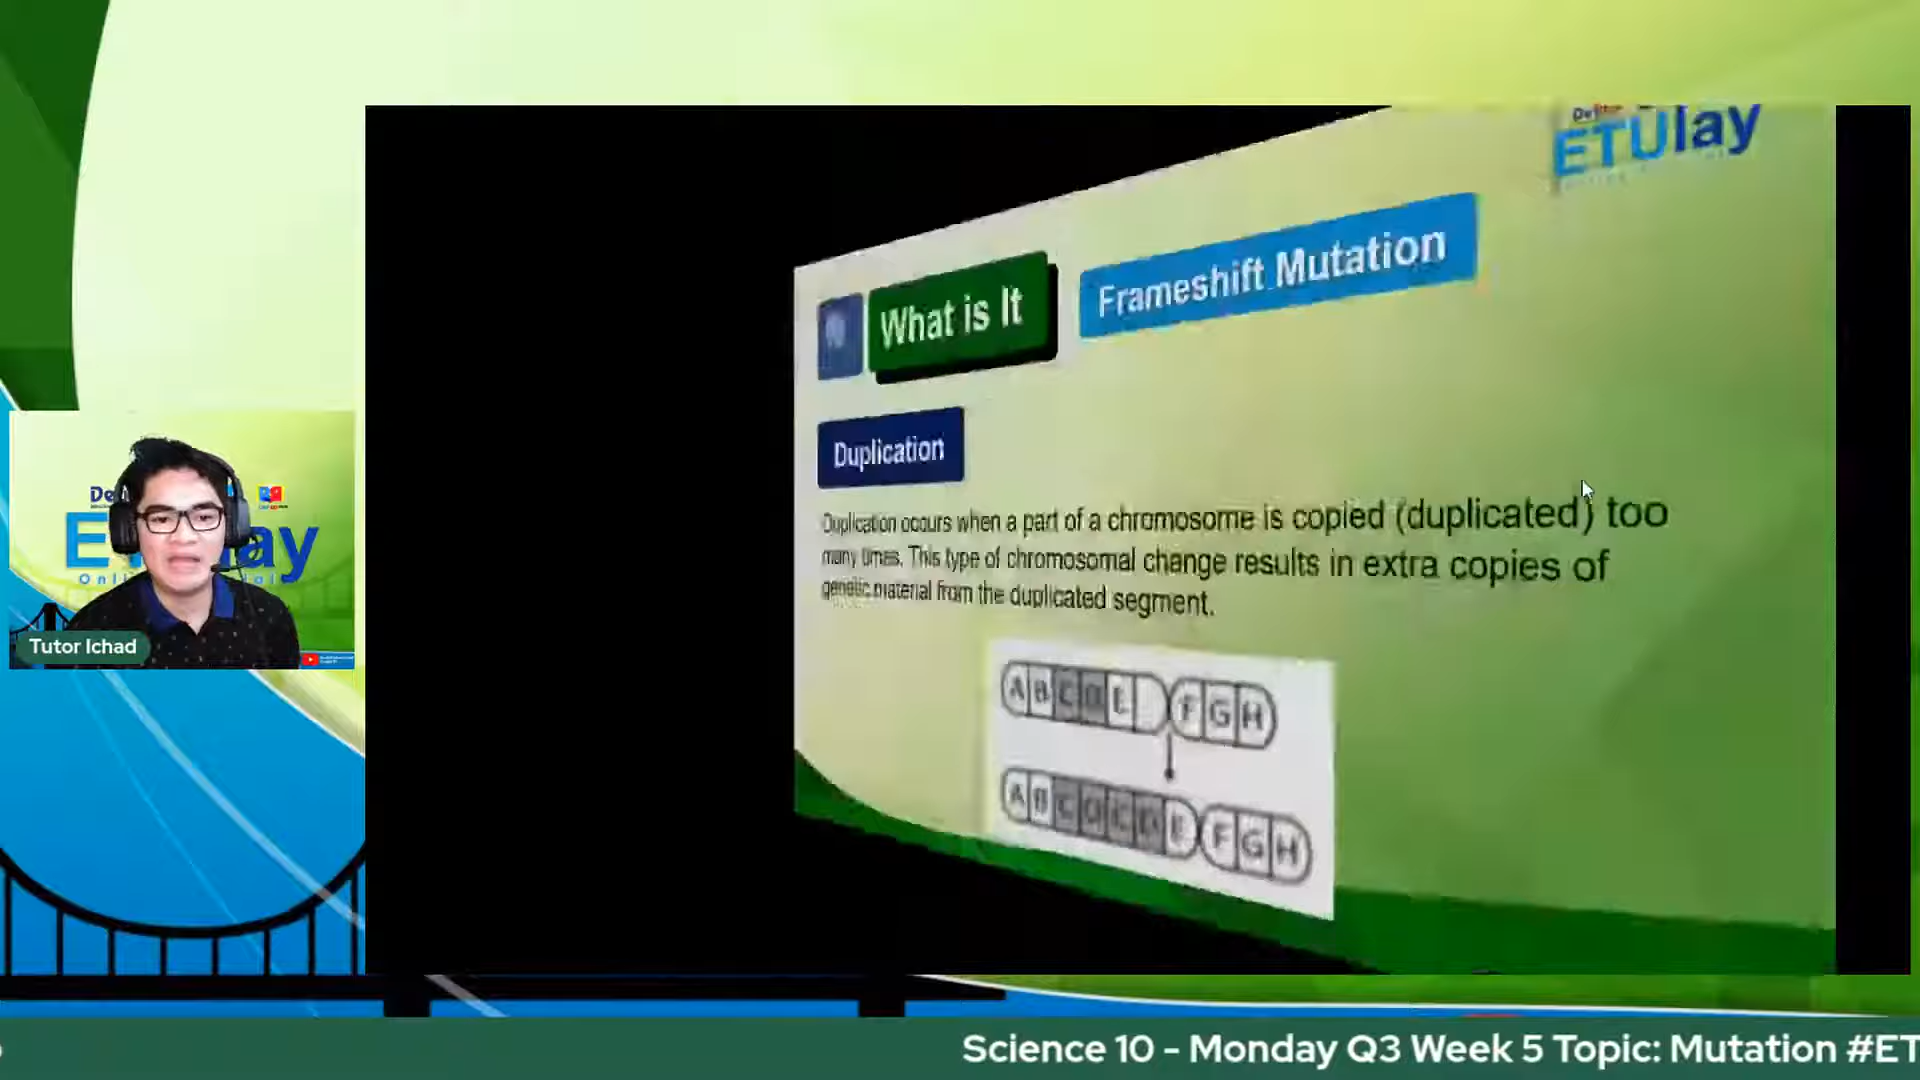 ETUlay
What is It
Frameshift Mutation
Duplication
Duplication occurs when a part of a chromosome is copied (duplicated) too
many times. This type of chromosomal change results in extra copies of
genetic material from the duplicated segment.
A B C D E F G H
A B C D C D E F G H
De
E lay
Tutor Ichad
Science 10 - Monday Q3 Week 5 Topic: Mutation #ET